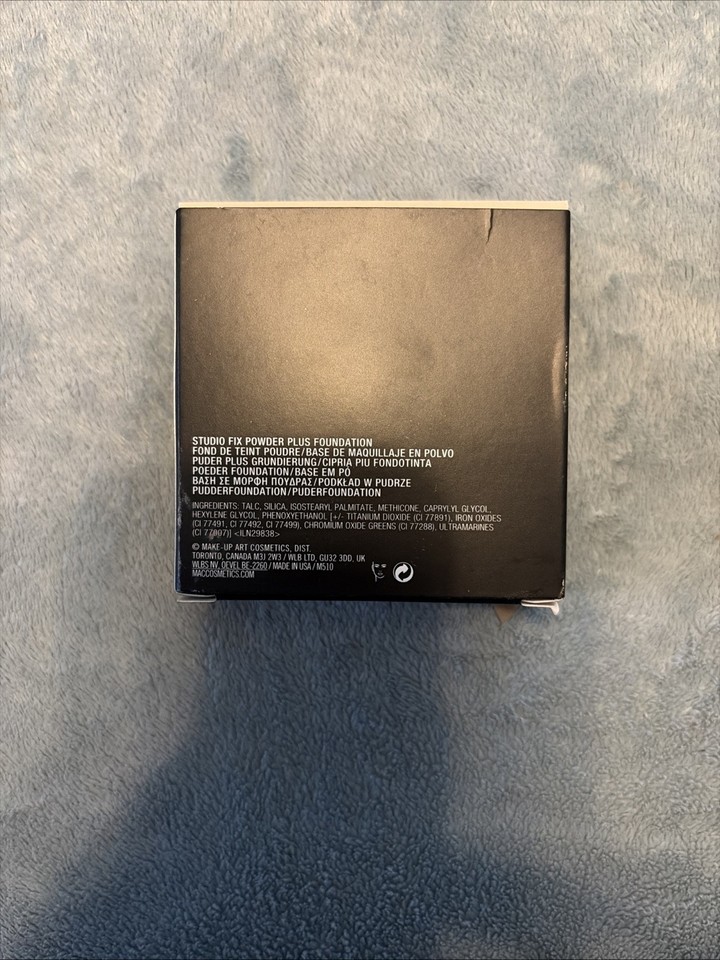 STUDIO FIX POWDER PLUS FOUNDATION
FOND DE TEINT POUDRE/BASE DE MAQUILLAJE EN POLVO
PUDER PLUS GRUNDIERUNG/CIPRIA PIU FONDOTINTA
POEDER FOUNDATION/BASE EM PÓ
ΒΑΣΗ ΣΕ ΜΟΡΦΗ ΠΟΥΔΡΑΣ/PODKŁAD W PUDRZE
PUDDERFOUNDATION/PUDERFOUNDATION
INGREDIENTS: TALC, SILICA, ISOSTEARYL PALMITATE, METHICONE, CAPRYLYL GLYCOL,
HEXYLENE GLYCOL, PHENOXYETHANOL [+/- TITANIUM DIOXIDE (CI 77891), IRON OXIDES
(CI 77491, CI 77492, CI 77499), CHROMIUM OXIDE GREENS (CI 77288), ULTRAMARINES
(CI 77007)] <ILN29838>
© MAKE-UP ART COSMETICS, DIST.
TORONTO, CANADA M3J 2W3 / WLB LTD, GU32 3DD, UK
WLBS NV, OEVEL BE-2260 / MADE IN USA / M510
MACCOSMETICS.COM